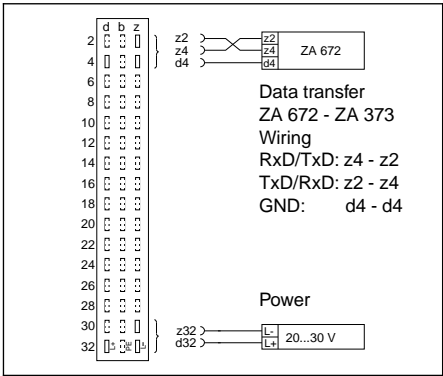 d b z
2
4
6
8
10
12
14
16
18
20
22
24
26
28
30
32 L+ PE L-
z2 z2
z4 z4
d4 d4
ZA 672
Data transfer
ZA 672 - ZA 373
Wiring
RxD/TxD: z4 - z2
TxD/RxD: z2 - z4
GND: d4 - d4
Power
z32 L-
d32 L+
20...30 V